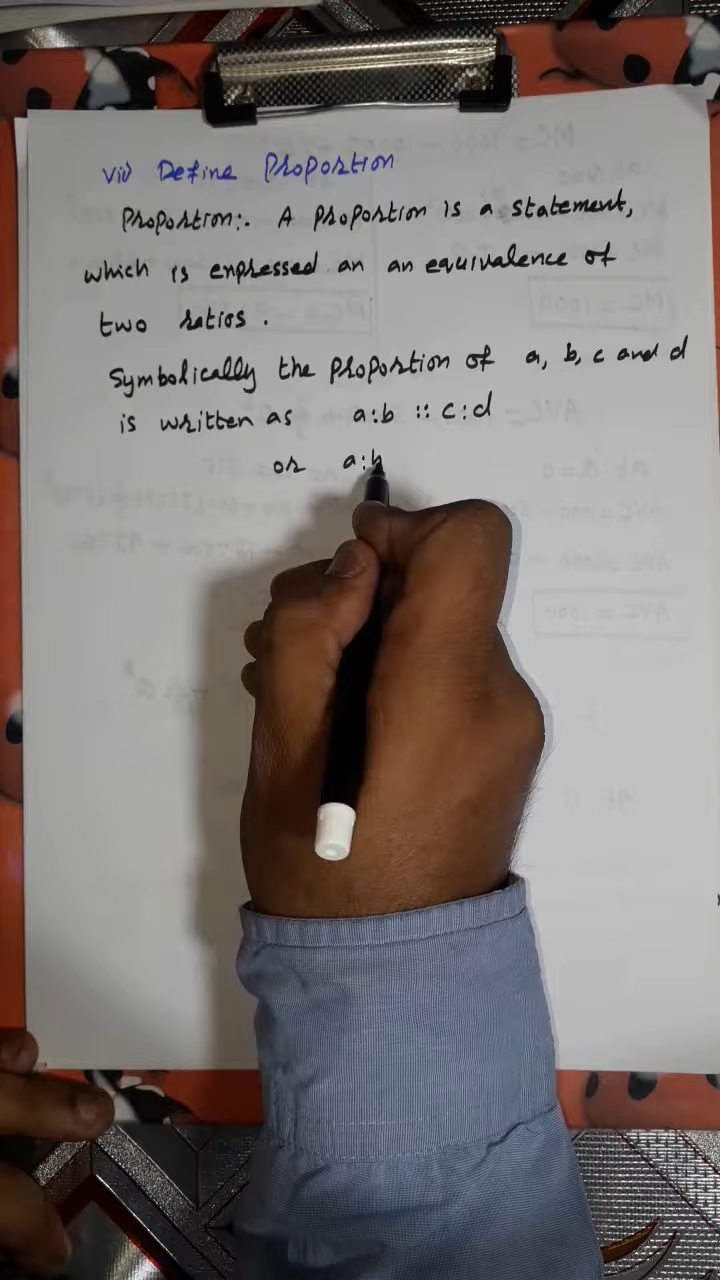 vii) Define Proportion
Proportion:. A proportion is a statement,
which is expressed an an equivalence of
two ratios.
Symbolically the proportion of a, b, c and d
is written as a:b :: c:d
or a:b